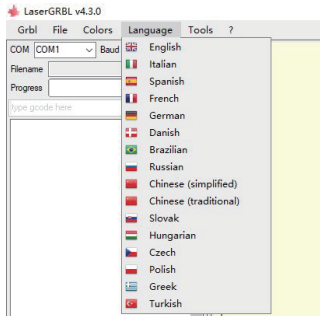 LaserGRBL v4.3.0
Grbl File Colors Language Tools ?
COM COM1 Baud
Filename
Progress
type gcode here
English
Italian
Spanish
French
German
Danish
Brazilian
Russian
Chinese (simplified)
Chinese (traditional)
Slovak
Hungarian
Czech
Polish
Greek
Turkish